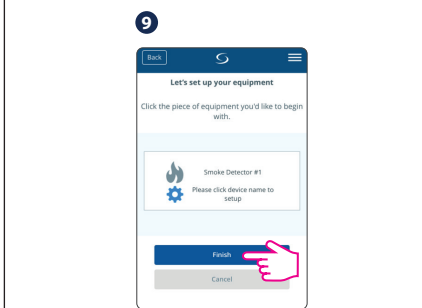 9
Back
Let's set up your equipment
Click the piece of equipment you'd like to begin
with.
Smoke Detector #1
Please click device name to
setup
Finish
Cancel